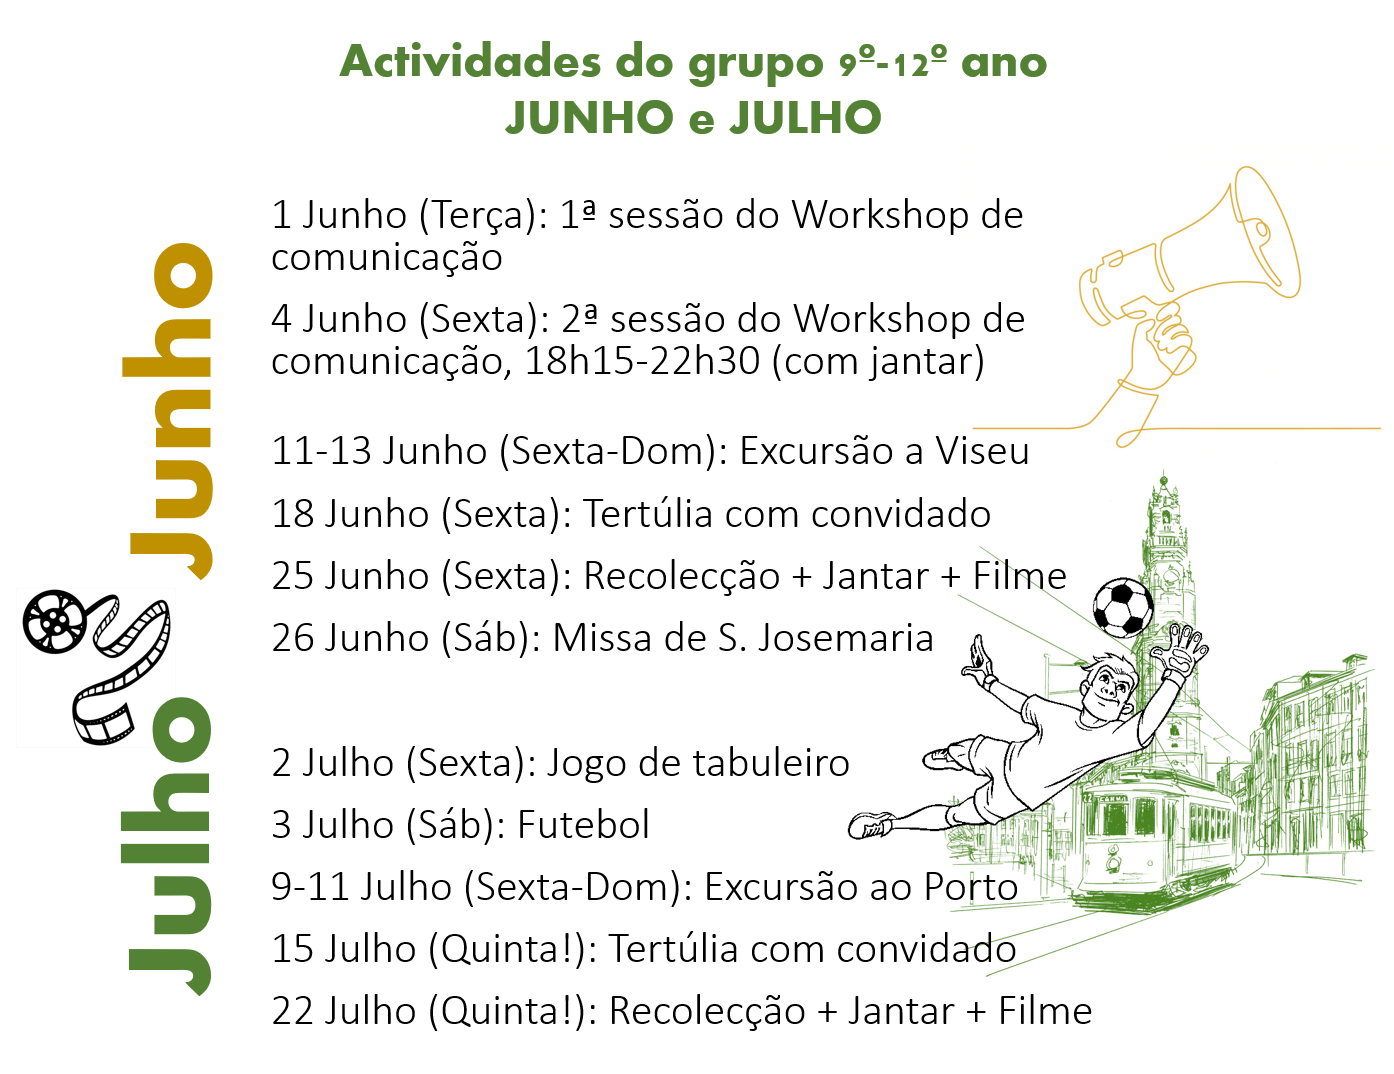 Actividades do grupo 9º-12º ano
JUNHO e JULHO
Junho
1 Junho (Terça): 1ª sessão do Workshop de
comunicação
4 Junho (Sexta): 2ª sessão do Workshop de
comunicação, 18h15-22h30 (com jantar)
11-13 Junho (Sexta-Dom): Excursão a Viseu
18 Junho (Sexta): Tertúlia com convidado
25 Junho (Sexta): Recolecção + Jantar + Filme
26 Junho (Sáb): Missa de S. Josemaria
Julho
2 Julho (Sexta): Jogo de tabuleiro
3 Julho (Sáb): Futebol
9-11 Julho (Sexta-Dom): Excursão ao Porto
15 Julho (Quinta!): Tertúlia com convidado
22 Julho (Quinta!): Recolecção + Jantar + Filme